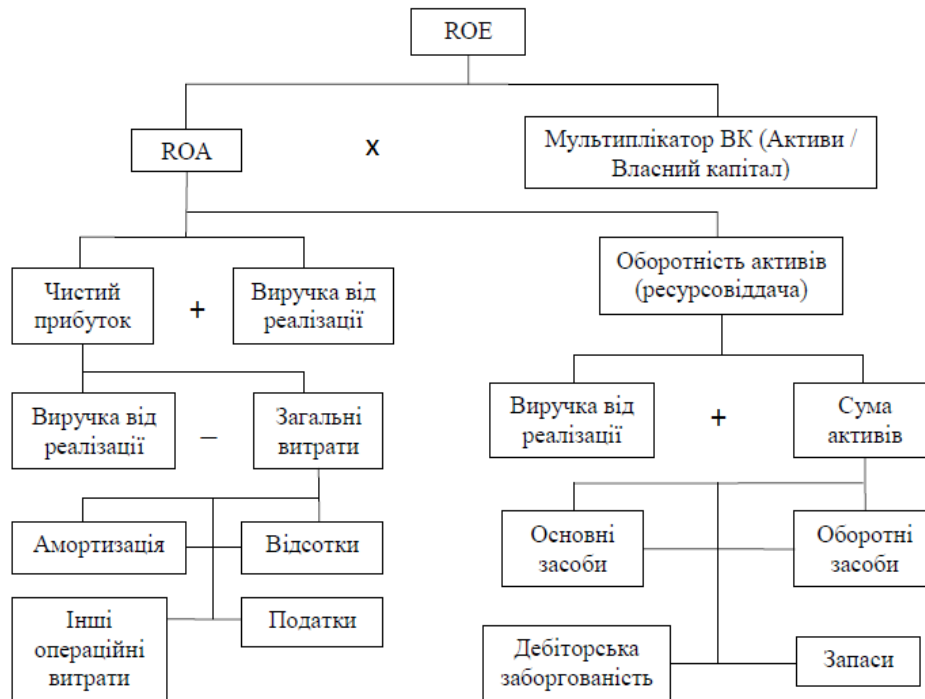 ROE
ROA
x
Мультиплікатор ВК (Активи /
Власний капітал)
Чистий
прибуток
+
Виручка від
реалізації
Оборотність активів
(ресурсовіддача)
Виручка від
реалізації
–
Загальні
витрати
Виручка від
реалізації
+
Сума
активів
Амортизація
Відсотки
Основні
засоби
Оборотні
засоби
Інші
операційні
витрати
Податки
Дебіторська
заборгованість
Запаси